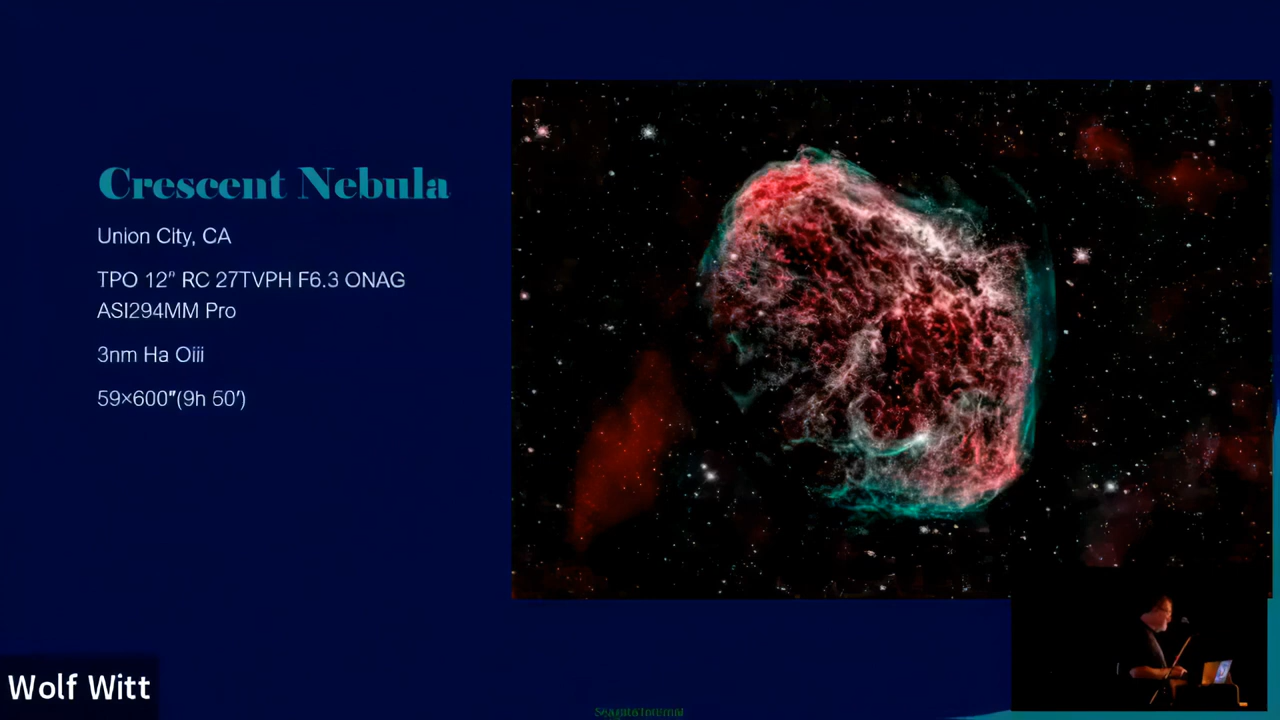 Crescent Nebula
Union City, CA
TPO 12" RC 27TVPH F6.3 ONAG
ASI294MM Pro
3nm Ha Oiii
59×600"(9h 50')
Wolf Witt